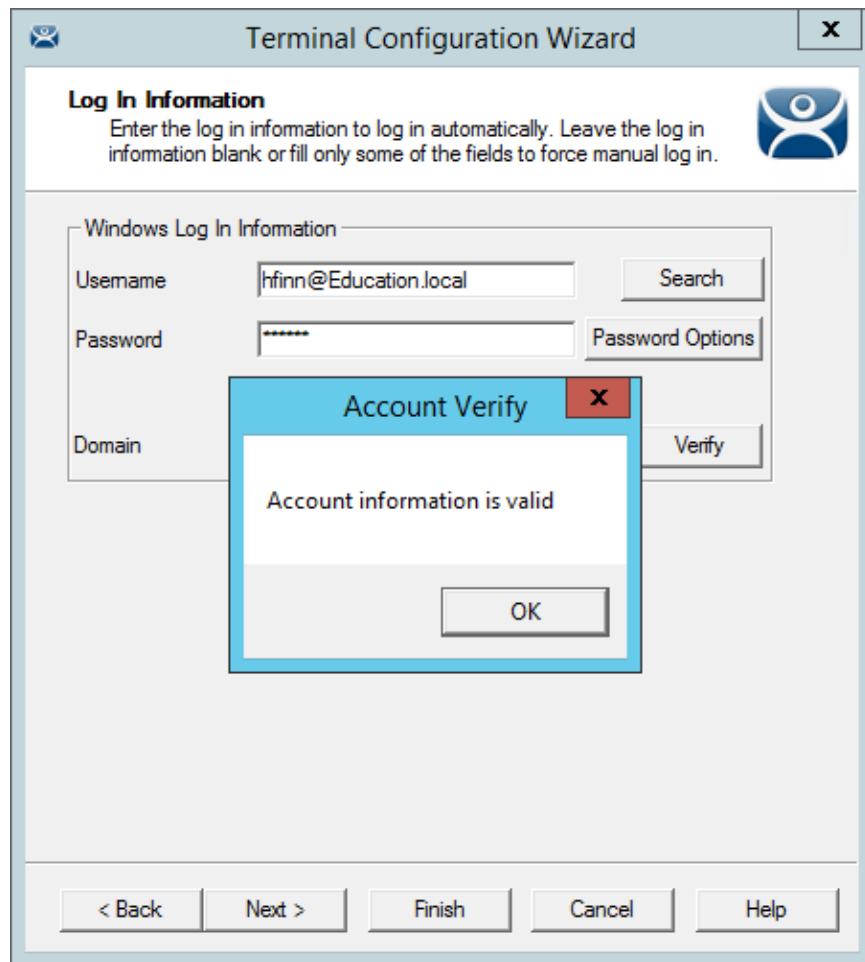 Terminal Configuration Wizard
x
Log In Information
Enter the log in information to log in automatically. Leave the log in
information blank or fill only some of the fields to force manual log in.
Windows Log In Information
Username
hfinn@Education.local
Search
Password
******
Password Options
Account Verify
x
Domain
Verify
Account information is valid
OK
< Back
Next >
Finish
Cancel
Help